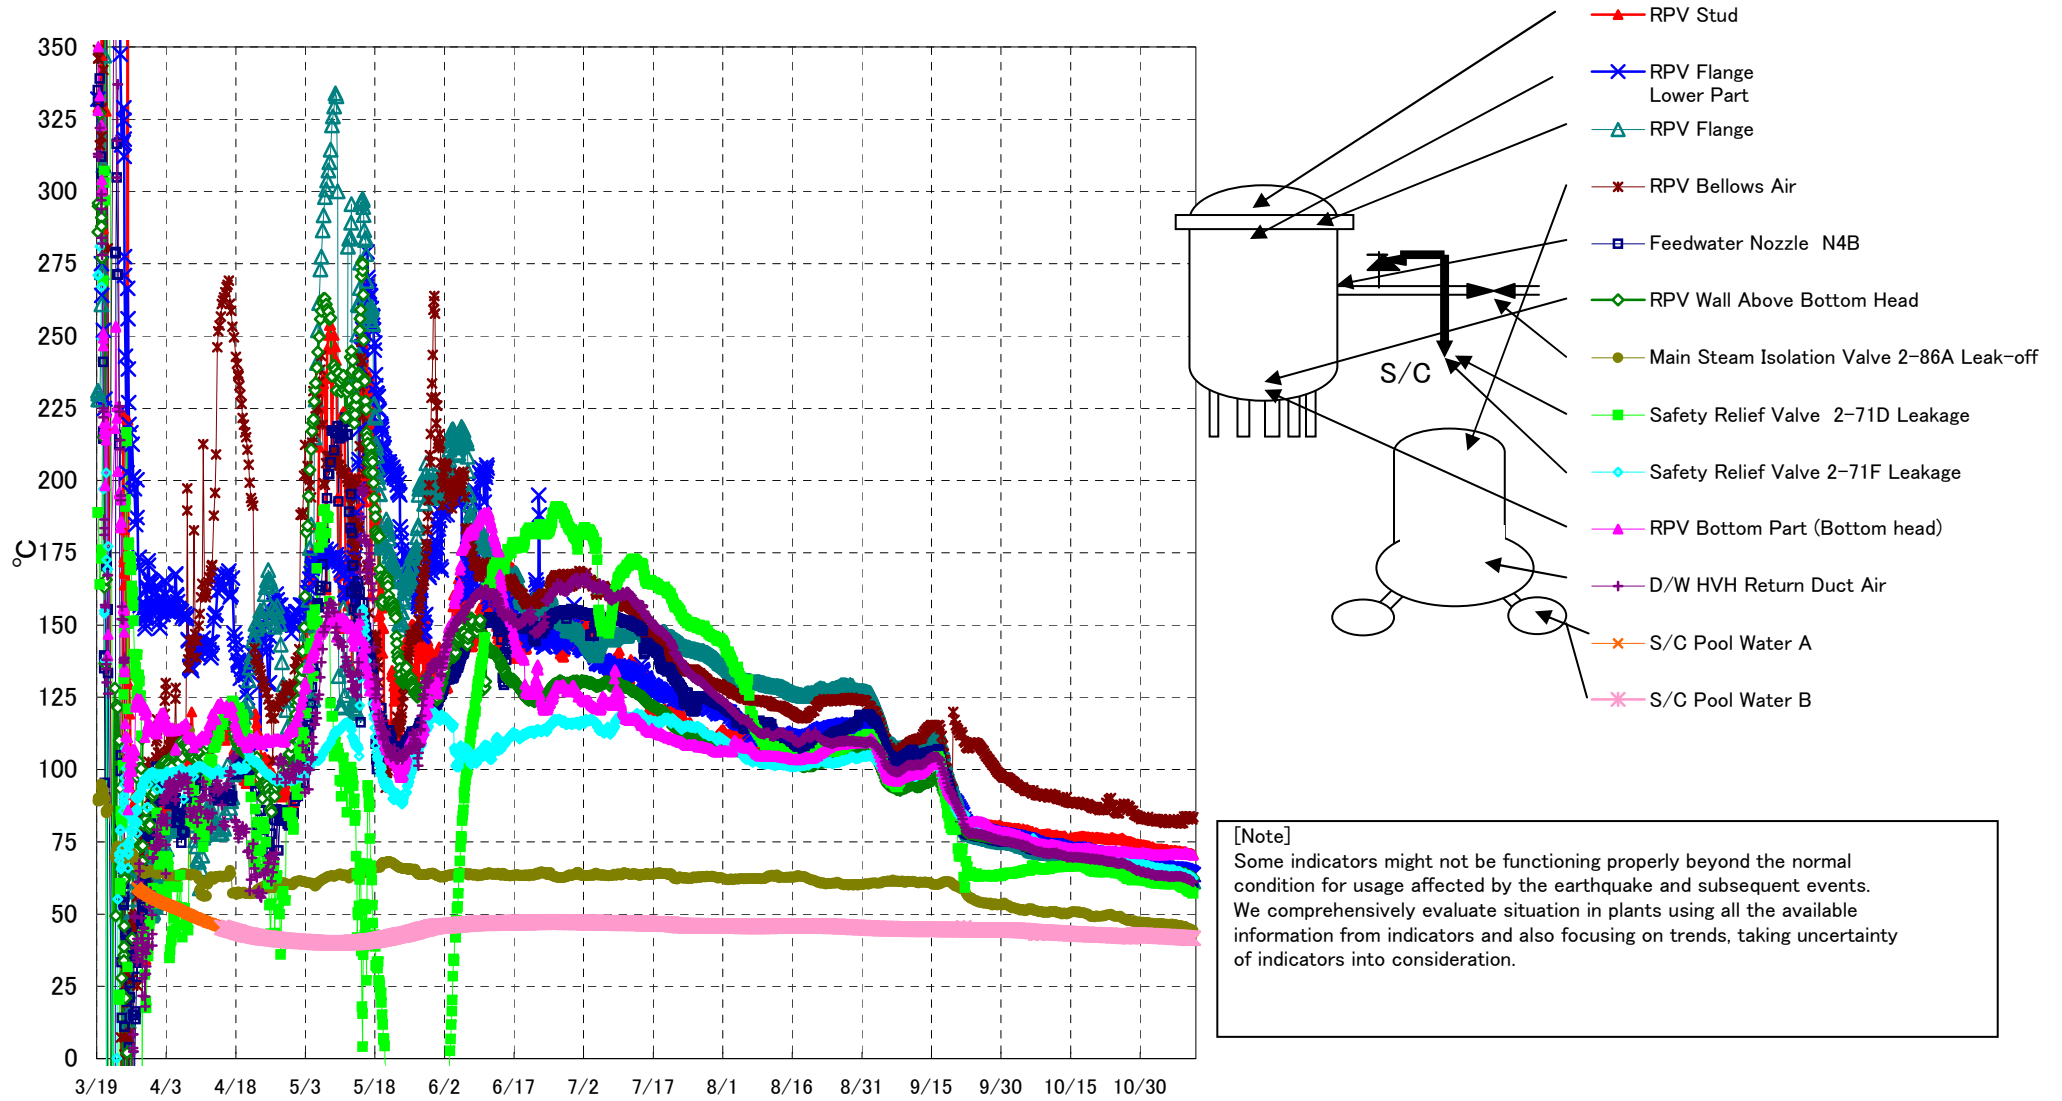 350
325
300
275
250
225
200
175
150
125
100
75
50
25
0
℃
3/19 4/3 4/18 5/3 5/18 6/2 6/17 7/2 7/17 8/1 8/16 8/31 9/15 9/30 10/15 10/30
RPV Stud
RPV Flange
Lower Part
RPV Flange
RPV Bellows Air
Feedwater Nozzle N4B
RPV Wall Above Bottom Head
Main Steam Isolation Valve 2-86A Leak-off
Safety Relief Valve 2-71D Leakage
Safety Relief Valve 2-71F Leakage
RPV Bottom Part (Bottom head)
D/W HVH Return Duct Air
S/C Pool Water A
S/C Pool Water B
S/C
[Note]
Some indicators might not be functioning properly beyond the normal
condition for usage affected by the earthquake and subsequent events.
We comprehensively evaluate situation in plants using all the available
information from indicators and also focusing on trends, taking uncertainty
of indicators into consideration.